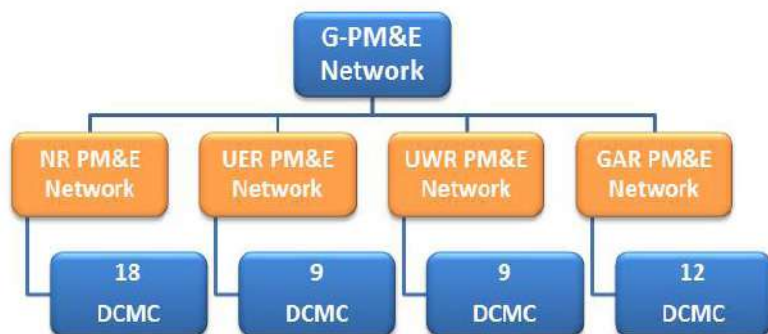 G-PM&E
Network
NR PM&E
Network
UER PM&E
Network
UWR PM&E
Network
GAR PM&E
Network
18
DCMC
9
DCMC
9
DCMC
12
DCMC